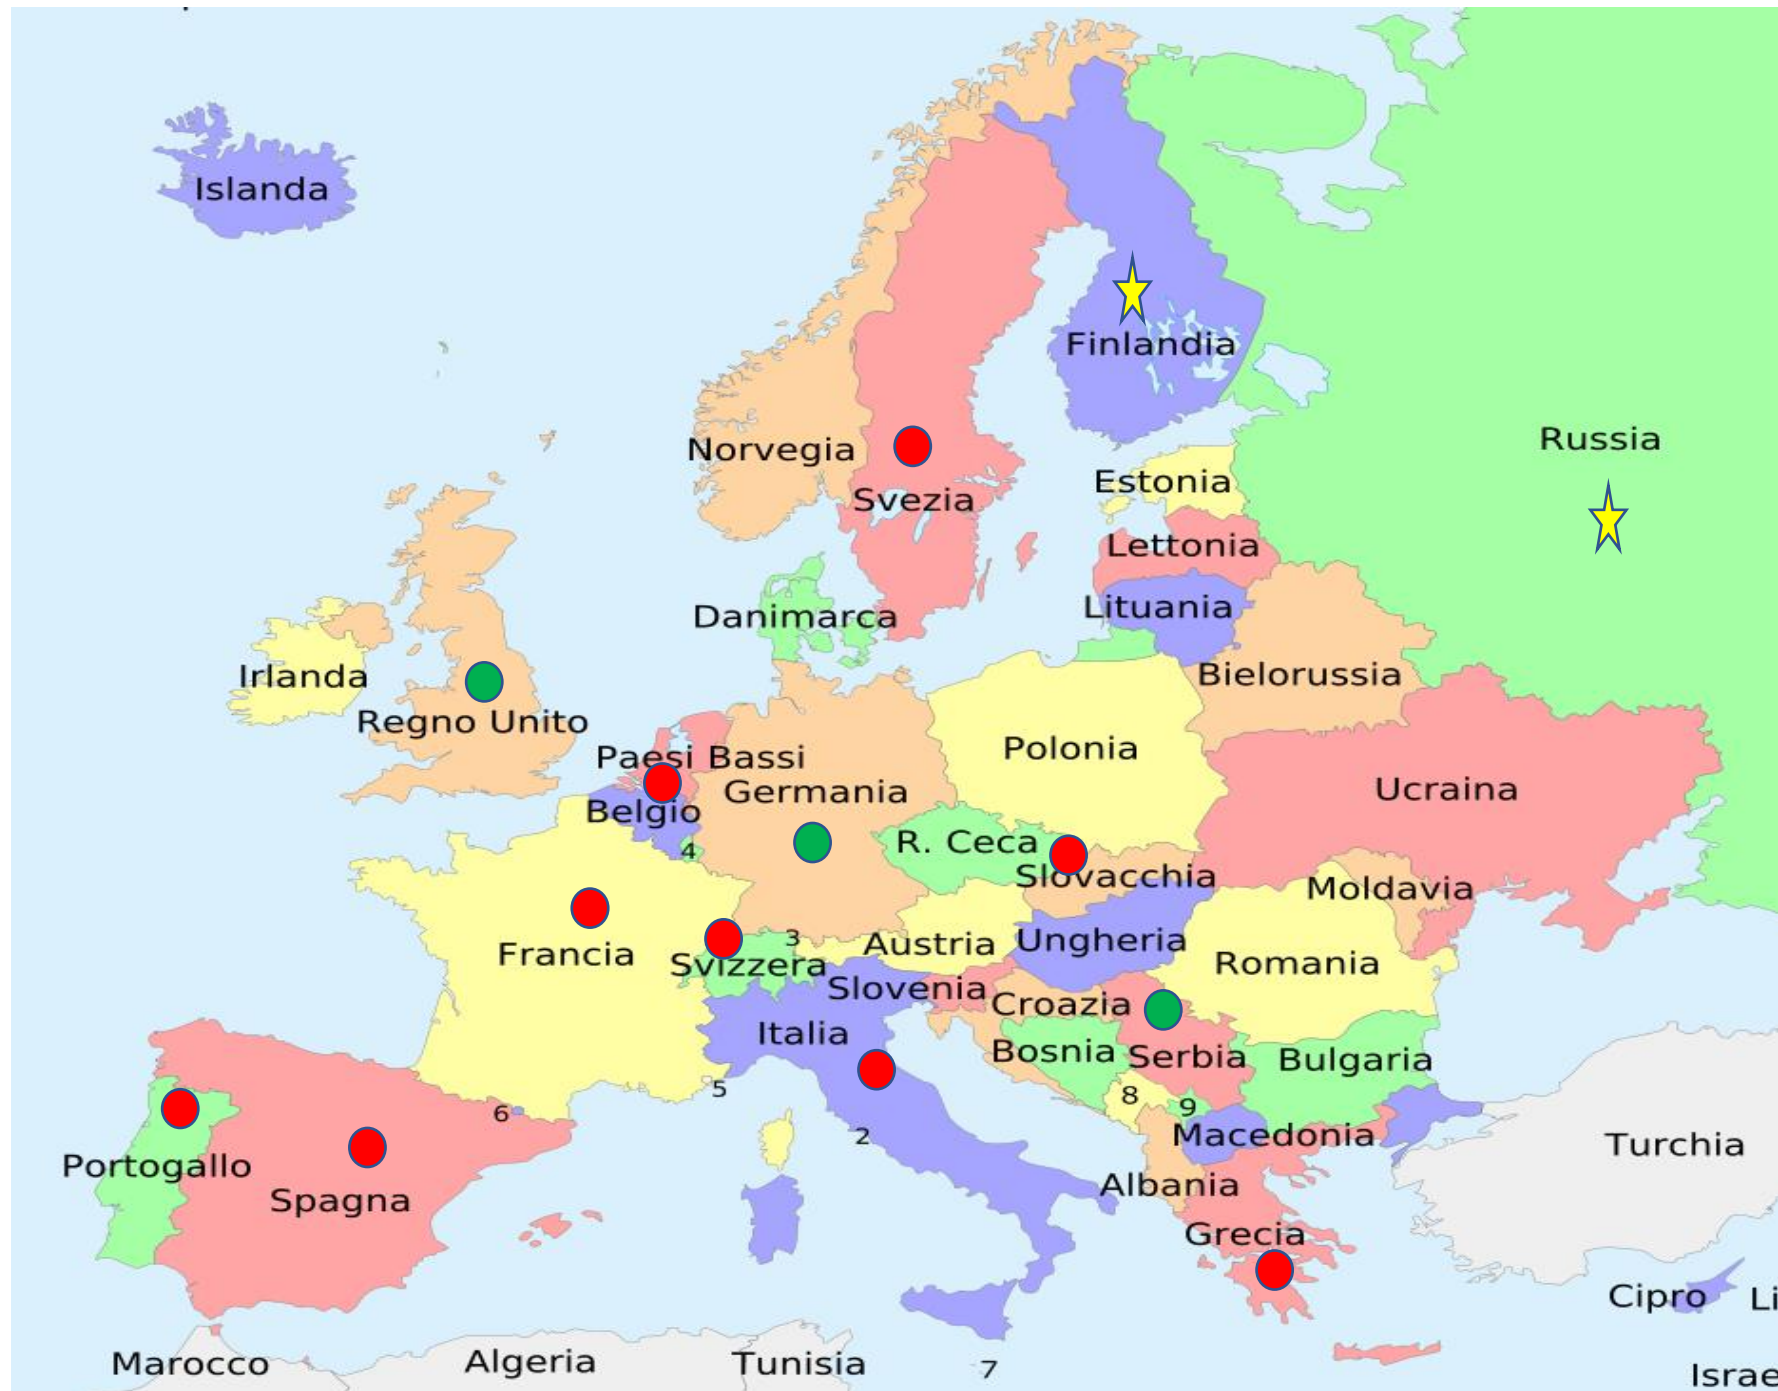 Islanda
Finlandia
Russia
Norvegia
Estonia
Svezia
Lettonia
Lituania
Danimarca
Irlanda
Bielorussia
Regno Unito
Paesi Bassi
Polonia
Germania
Ucraina
Belgio
R. Ceca
4
Slovacchia
Moldavia
3
Austria
Ungheria
Francia
Svizzera
Romania
Slovenia
Croazia
Italia
Bosnia
Serbia
Bulgaria
5
8
6
9
2
Macedonia
Turchia
Portogallo
Albania
Spagna
Grecia
Cipro
Li
Marocco
Algeria
Tunisia
7
Israe